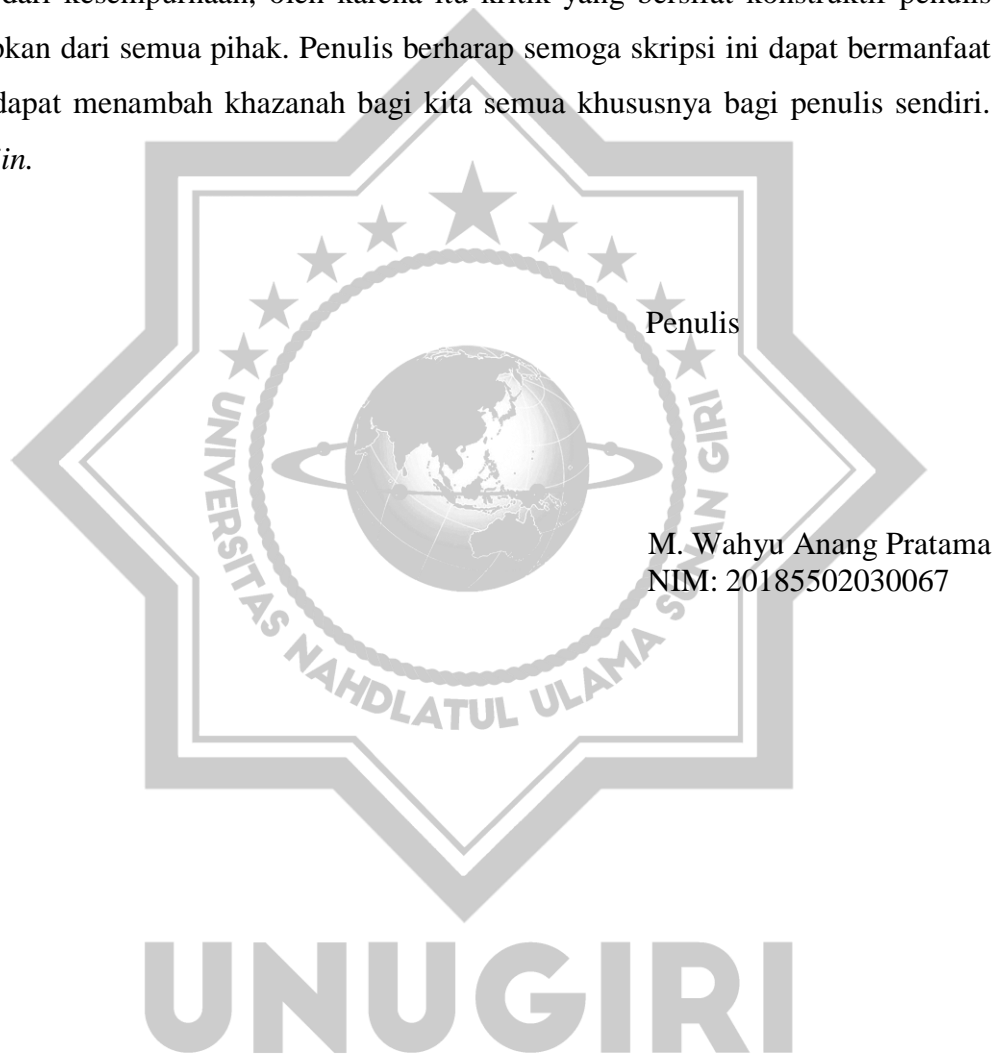 dari kesempurnaan, oleh karena itu kritik yang bersifat konstruktif penulis
dari semua pihak. Penulis berharap semoga skripsi ini dapat bermanfaat
dapat menambah khazanah bagi kita semua khususnya bagi penulis sendiri.
Penulis
M. Wahyu Anang Pratama
NIM: 20185502030067
UNIVERSITAS NAHDLATUL ULAMA SUNAN GIRI
UNUGIRI